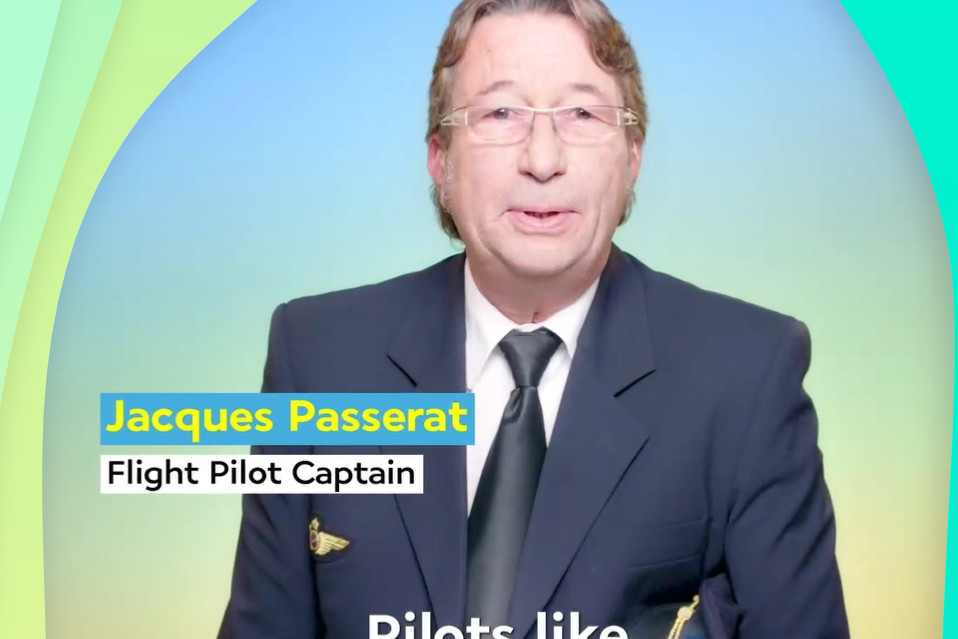 Jacques Passerat
Flight Pilot Captain
Pilots like